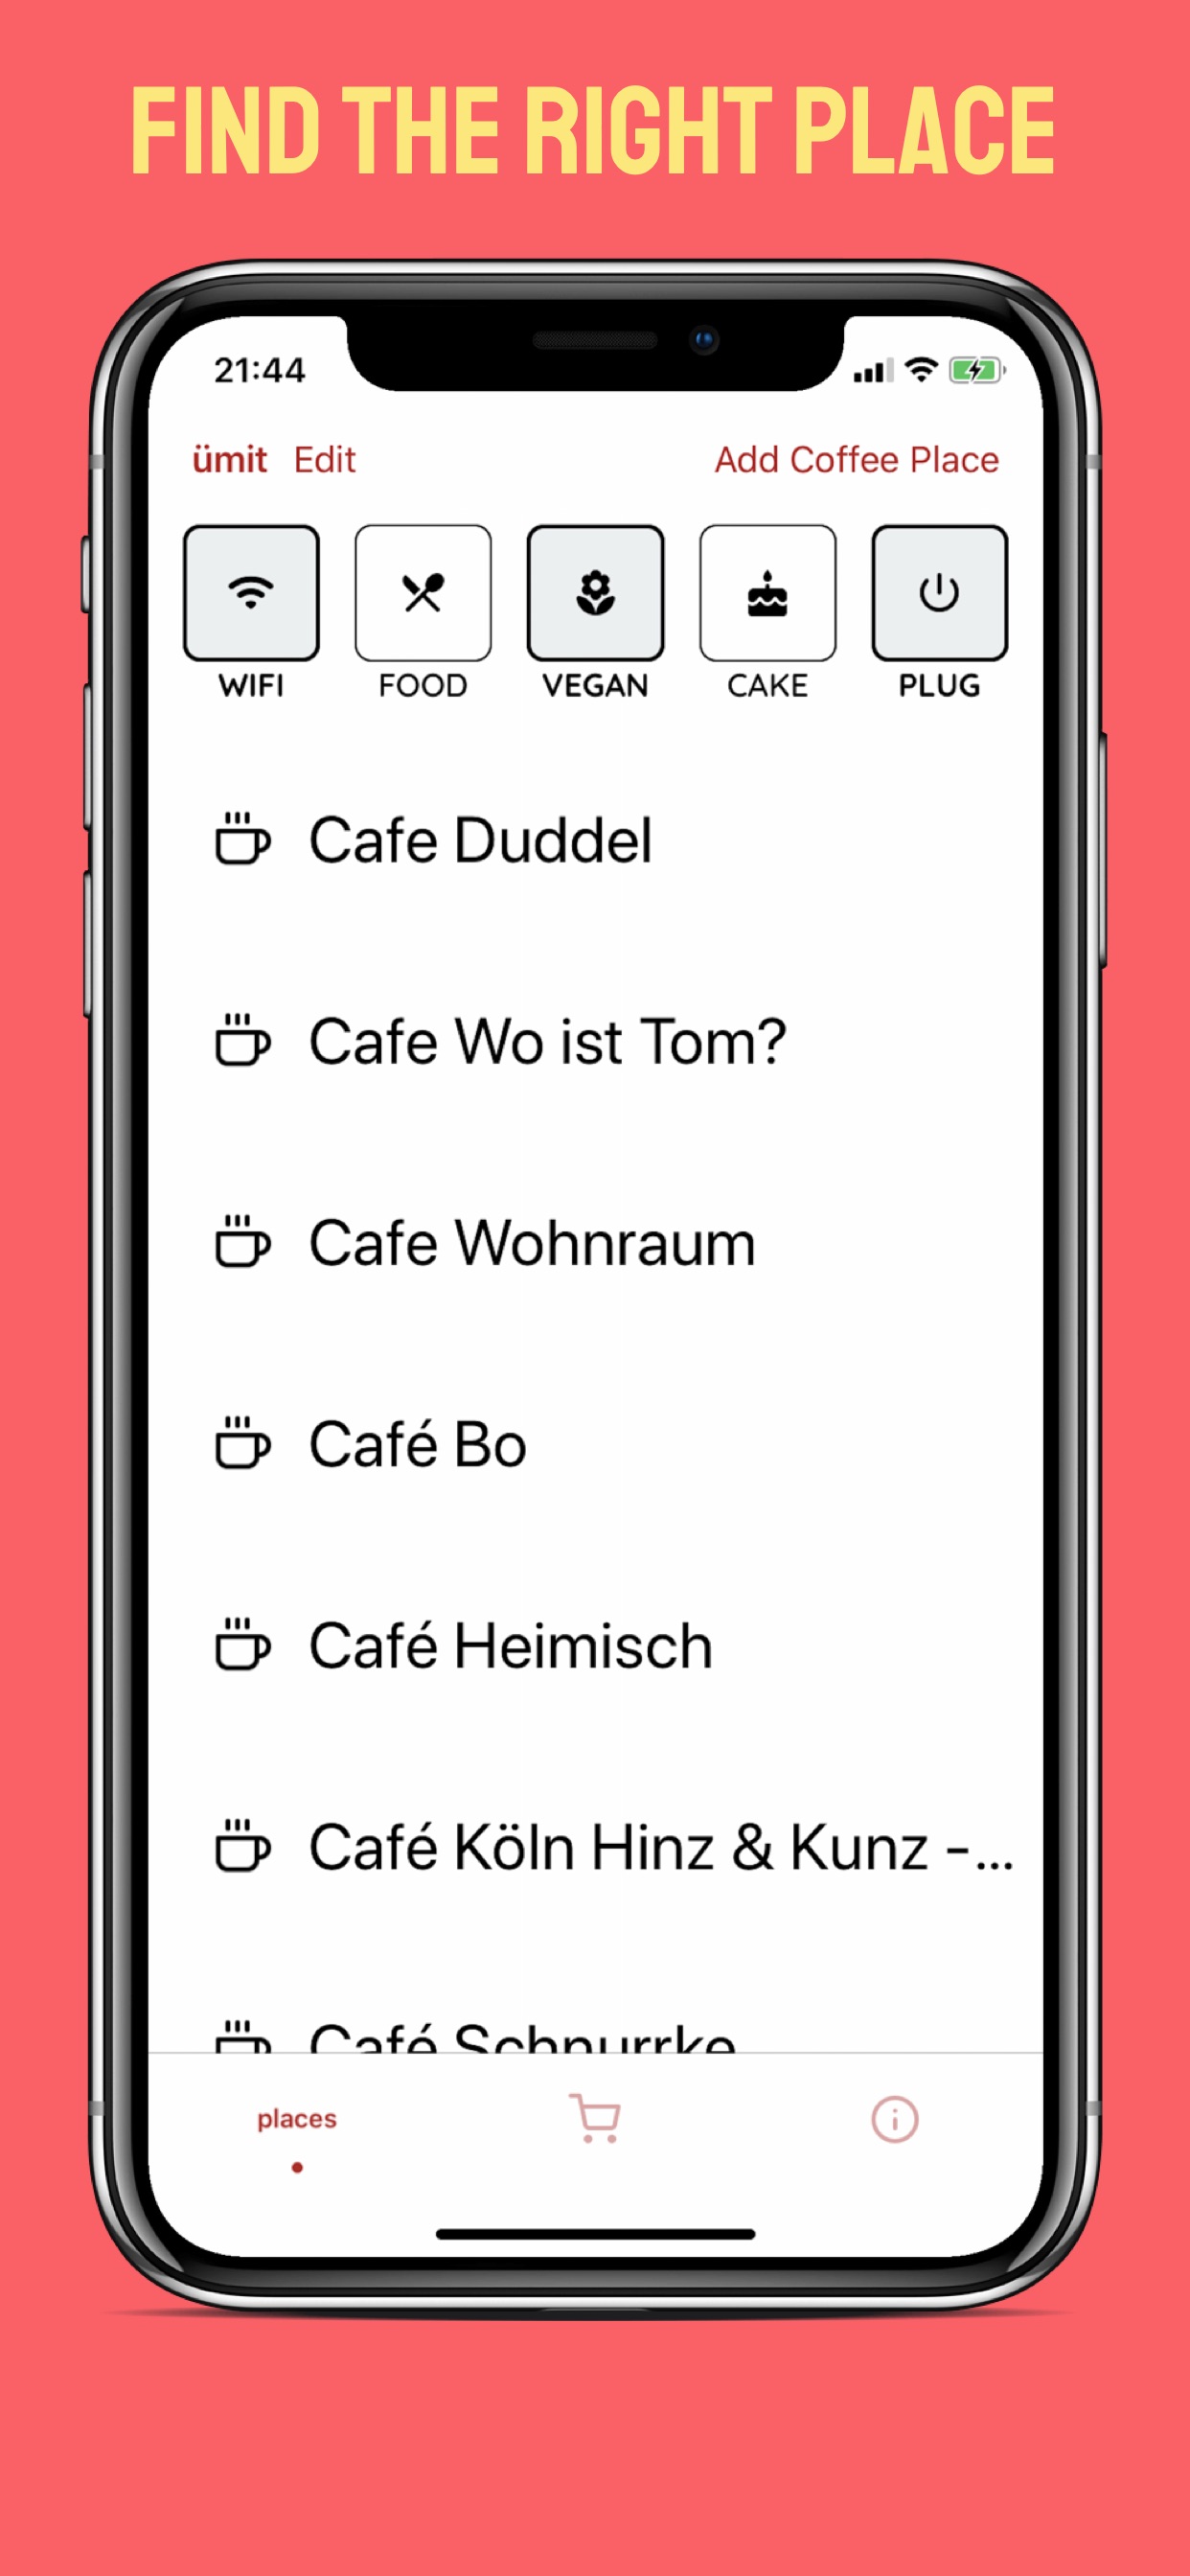 FIND THE RIGHT PLACE
21:44
ümit Edit Add Coffee Place
WIFI FOOD VEGAN CAKE PLUG
Cafe Duddel
Cafe Wo ist Tom?
Cafe Wohnraum
Café Bo
Café Heimisch
Café Köln Hinz & Kunz -...
Café Schnurrke
places